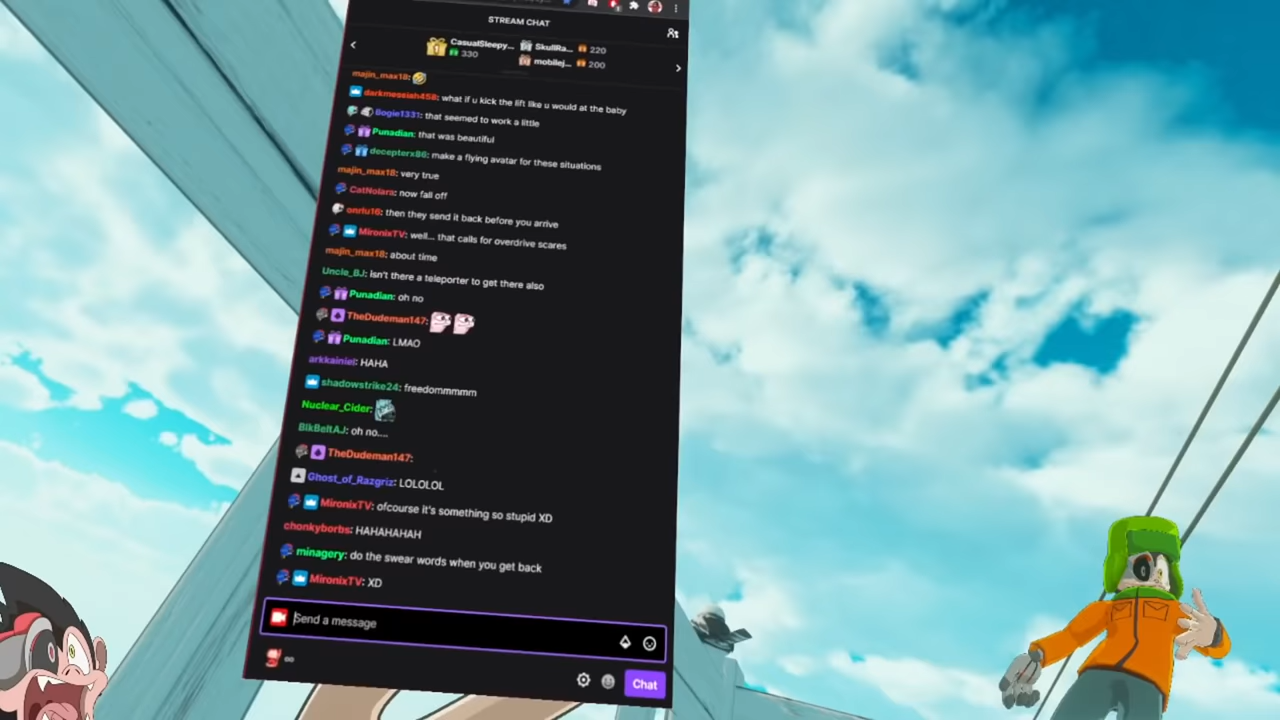 STREAM CHAT
CasualSleepy... SkullRa... 220
330 mobilej... 200
majin_max18:
darkmessiah458: what if u kick the lift like u would at the baby
Bogie1331: that seemed to work a little
Punadian: that was beautiful
decepterx86: make a flying avatar for these situations
majin_max18: very true
CatNolara: now fall off
onriu16: then they send it back before you arrive
MironixTV: well... that calls for overdrive scares
majin_max18: about time
Uncle_BJ: isn't there a teleporter to get there also
Punadian: oh no
TheDudeman147:
Punadian: LMAO
arkkainiel: HAHA
shadowstrike24: freedommmmm
Nuclear_Cider:
BlkBeltAJ: oh no....
TheDudeman147:
Ghost_of_Razgriz: LOLOLOL
MironixTV: ofcourse it's something so stupid XD
chonkyborbs: HAHAHAHAH
minagery: do the swear words when you get back
MironixTV: XD
Send a message
Chat